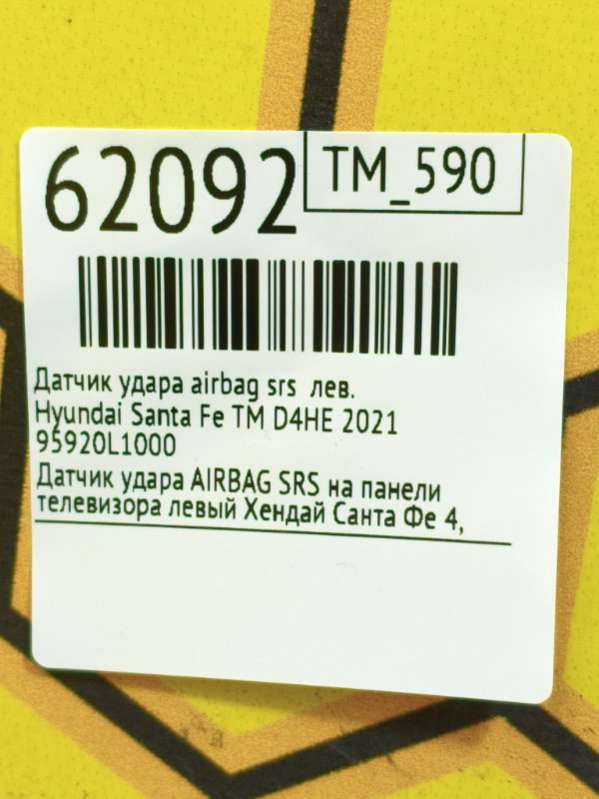 62092
TM_590
Датчик удара airbag srs лев.
Hyundai Santa Fe TM D4HE 2021
95920L1000
Датчик удара AIRBAG SRS на панели
телевизора левый Хендай Санта Фе 4,